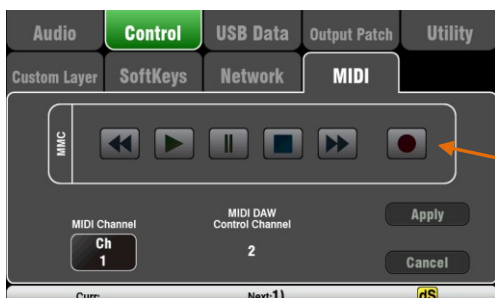 Audio Control USB Data Output Patch Utility
Custom Layer SoftKeys Network MIDI
MMC
MIDI Channel
Ch
1
MIDI DAW
Control Channel
2
Apply
Cancel
Curr: Next:1) dS